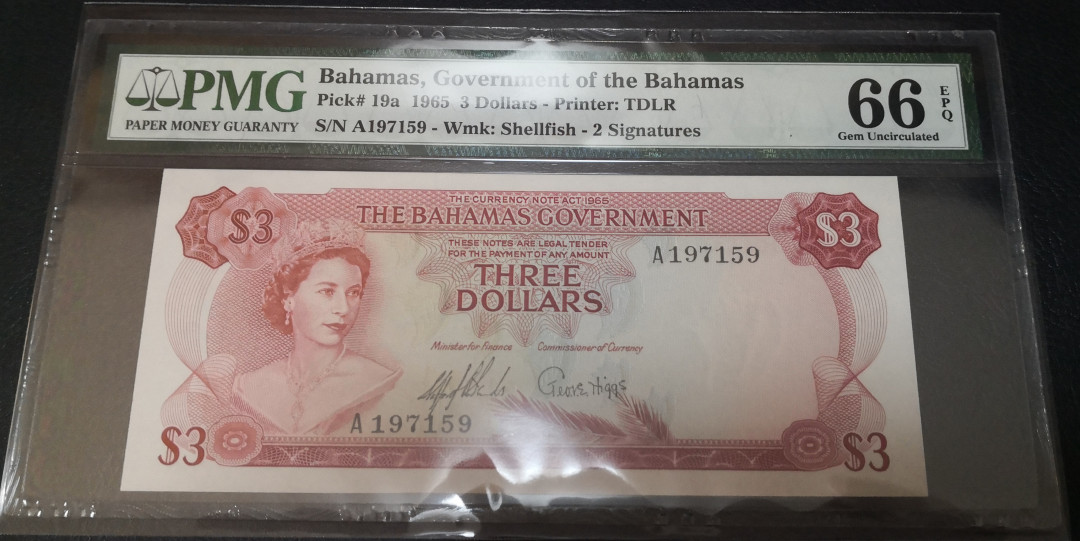 PMG
PAPER MONEY GUARANTY
Bahamas, Government of the Bahamas
Pick# 19a 1965 3 Dollars - Printer: TDLR
S/N A197159 - Wmk: Shellfish - 2 Signatures
66
EPQ
Gem Uncirculated
THE CURRENCY NOTE ACT 1965
THE BAHAMAS GOVERNMENT
$3
$3
THESE NOTES ARE LEGAL TENDER
FOR THE PAYMENT OF ANY AMOUNT
A197159
THREE
DOLLARS
Minister for Finance
Commissioner of Currency
George Higgs
A197159
$3
$3